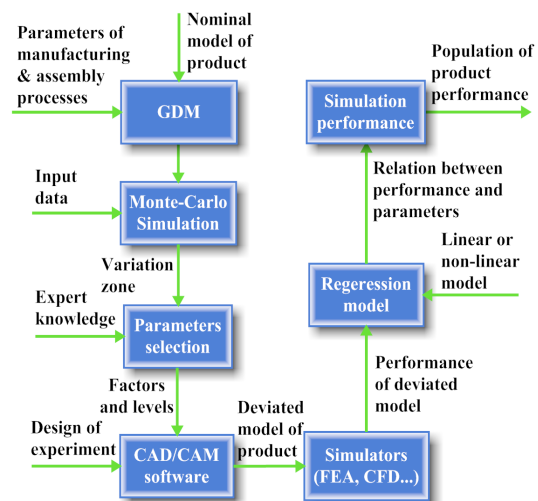 Nominal
model of
product
Parameters of
manufacturing
& assembly
processes
GDM
Input
data
Monte-Carlo
Simulation
Variation
zone
Expert
knowledge
Parameters
selection
Factors
and levels
Design of
experiment
CAD/CAM
software
Deviated
model of
product
Simulators
(FEA, CFD...)
Performance
of deviated
model
Regeression
model
Linear or
non-linear
model
Relation between
performance and
parameters
Simulation
performance
Population of
product
performance